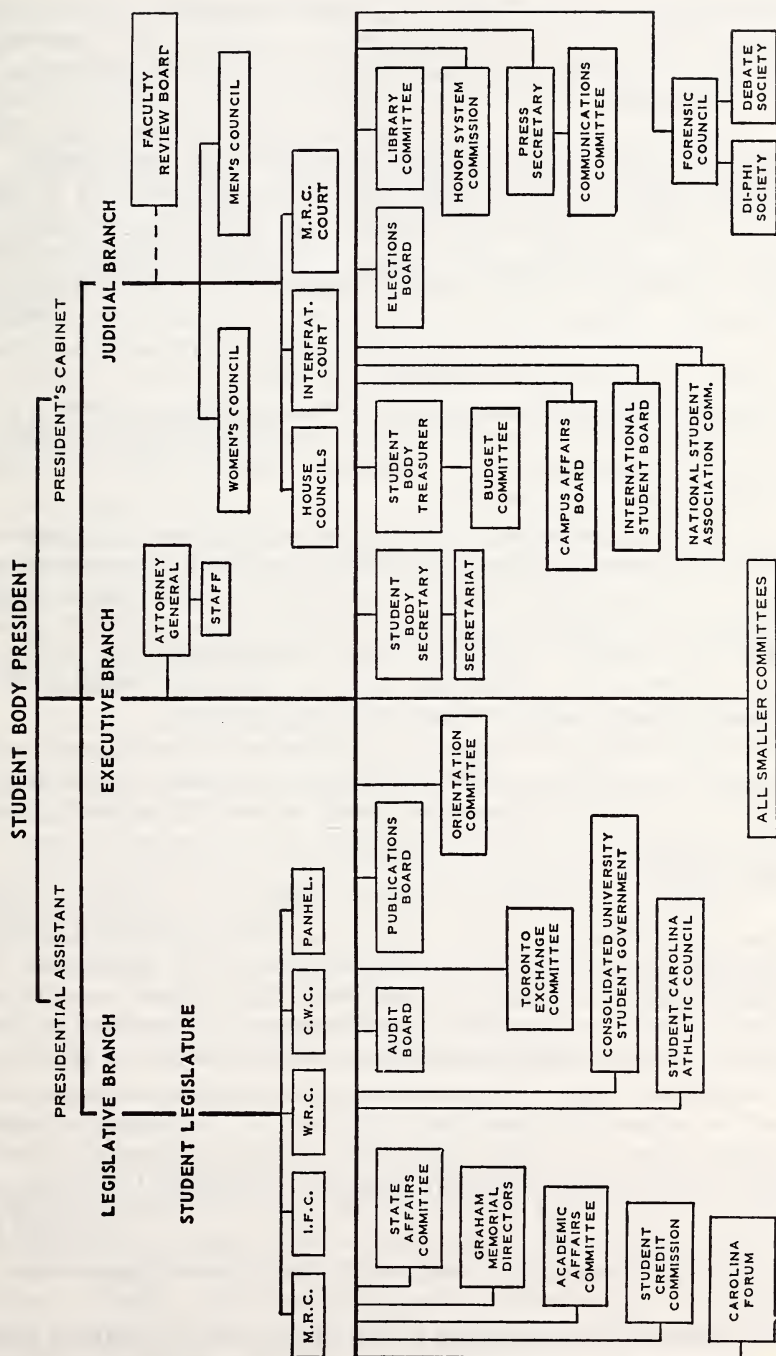 STUDENT BODY PRESIDENT
PRESIDENTIAL ASSISTANT
PRESIDENT'S CABINET
LEGISLATIVE BRANCH
EXECUTIVE BRANCH
JUDICIAL BRANCH
STUDENT LEGISLATURE
ATTORNEY
GENERAL
STAFF
FACULTY
REVIEW BOARD
WOMEN'S COUNCIL
MEN'S COUNCIL
M.R.C.
I.F.C.
W.R.C.
C.W.C.
PANHEL.
HOUSE
COUNCILS
INTERFRAT.
COURT
M.R.C.
COURT
STATE
AFFAIRS
COMMITTEE
GRAHAM
MEMORIAL
DIRECTORS
ACADEMIC
AFFAIRS
COMMITTEE
STUDENT
CREDIT
COMMISSION
CAROLINA
FORUM
AUDIT
BOARD
PUBLICATIONS
BOARD
ORIENTATION
COMMITTEE
TORONTO
EXCHANGE
COMMITTEE
CONSOLIDATED UNIVERSITY
STUDENT GOVERNMENT
STUDENT CAROLINA
ATHLETIC COUNCIL
STUDENT
BODY
SECRETARY
SECRETARIAT
STUDENT
BODY
TREASURER
BUDGET
COMMITTEE
CAMPUS AFFAIRS
BOARD
INTERNATIONAL
STUDENT BOARD
NATIONAL STUDENT
ASSOCIATION COMM.
ALL SMALLER COMMITTEES
ELECTIONS
BOARD
LIBRARY
COMMITTEE
HONOR SYSTEM
COMMISSION
PRESS
SECRETARY
COMMUNICATIONS
COMMITTEE
FORENSIC
COUNCIL
DI-PHI
SOCIETY
DEBATE
SOCIETY